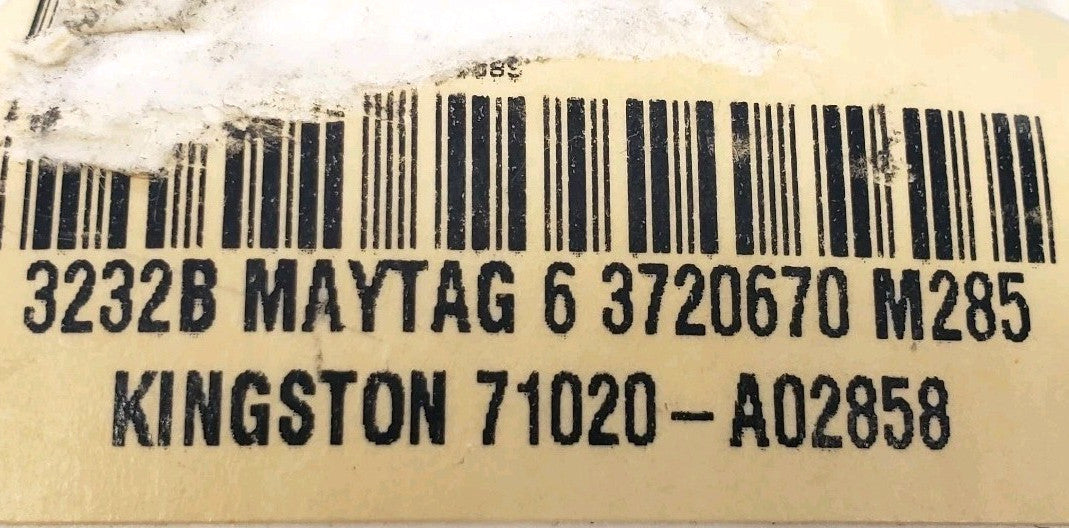 3232B MAYTAG 6 3720670 M285
KINGSTON 71020-A02858